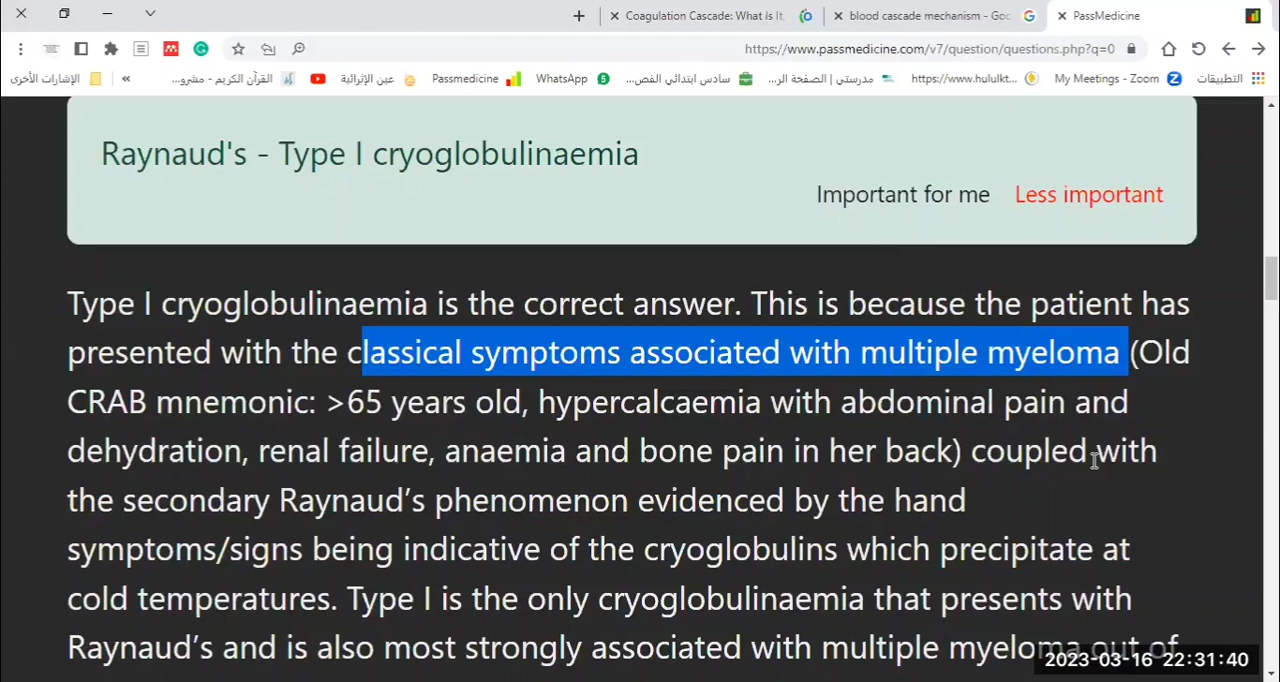 Coagulation Cascade: What is It,
blood cascade mechanism - Goo
PassMedicine
https://www.passmedicine.com/v7/question/questions.php?q=0
التطبيقات
My Meetings - Zoom
https://www.hululkt...
مدرستي | الصفحة الر...
سادس ابتدائي الفص...
WhatsApp
Passmedicine
عين الإثرائية
القرآن الكريم - مشرو...
»
الإشارات الأخرى
Raynaud's - Type I cryoglobulinaemia
Important for me Less important
Type I cryoglobulinaemia is the correct answer. This is because the patient has
presented with the classical symptoms associated with multiple myeloma (Old
CRAB mnemonic: >65 years old, hypercalcaemia with abdominal pain and
dehydration, renal failure, anaemia and bone pain in her back) coupled with
the secondary Raynaud’s phenomenon evidenced by the hand
symptoms/signs being indicative of the cryoglobulins which precipitate at
cold temperatures. Type I is the only cryoglobulinaemia that presents with
Raynaud’s and is also most strongly associated with multiple myeloma out of
2023-03-16 22:31:40